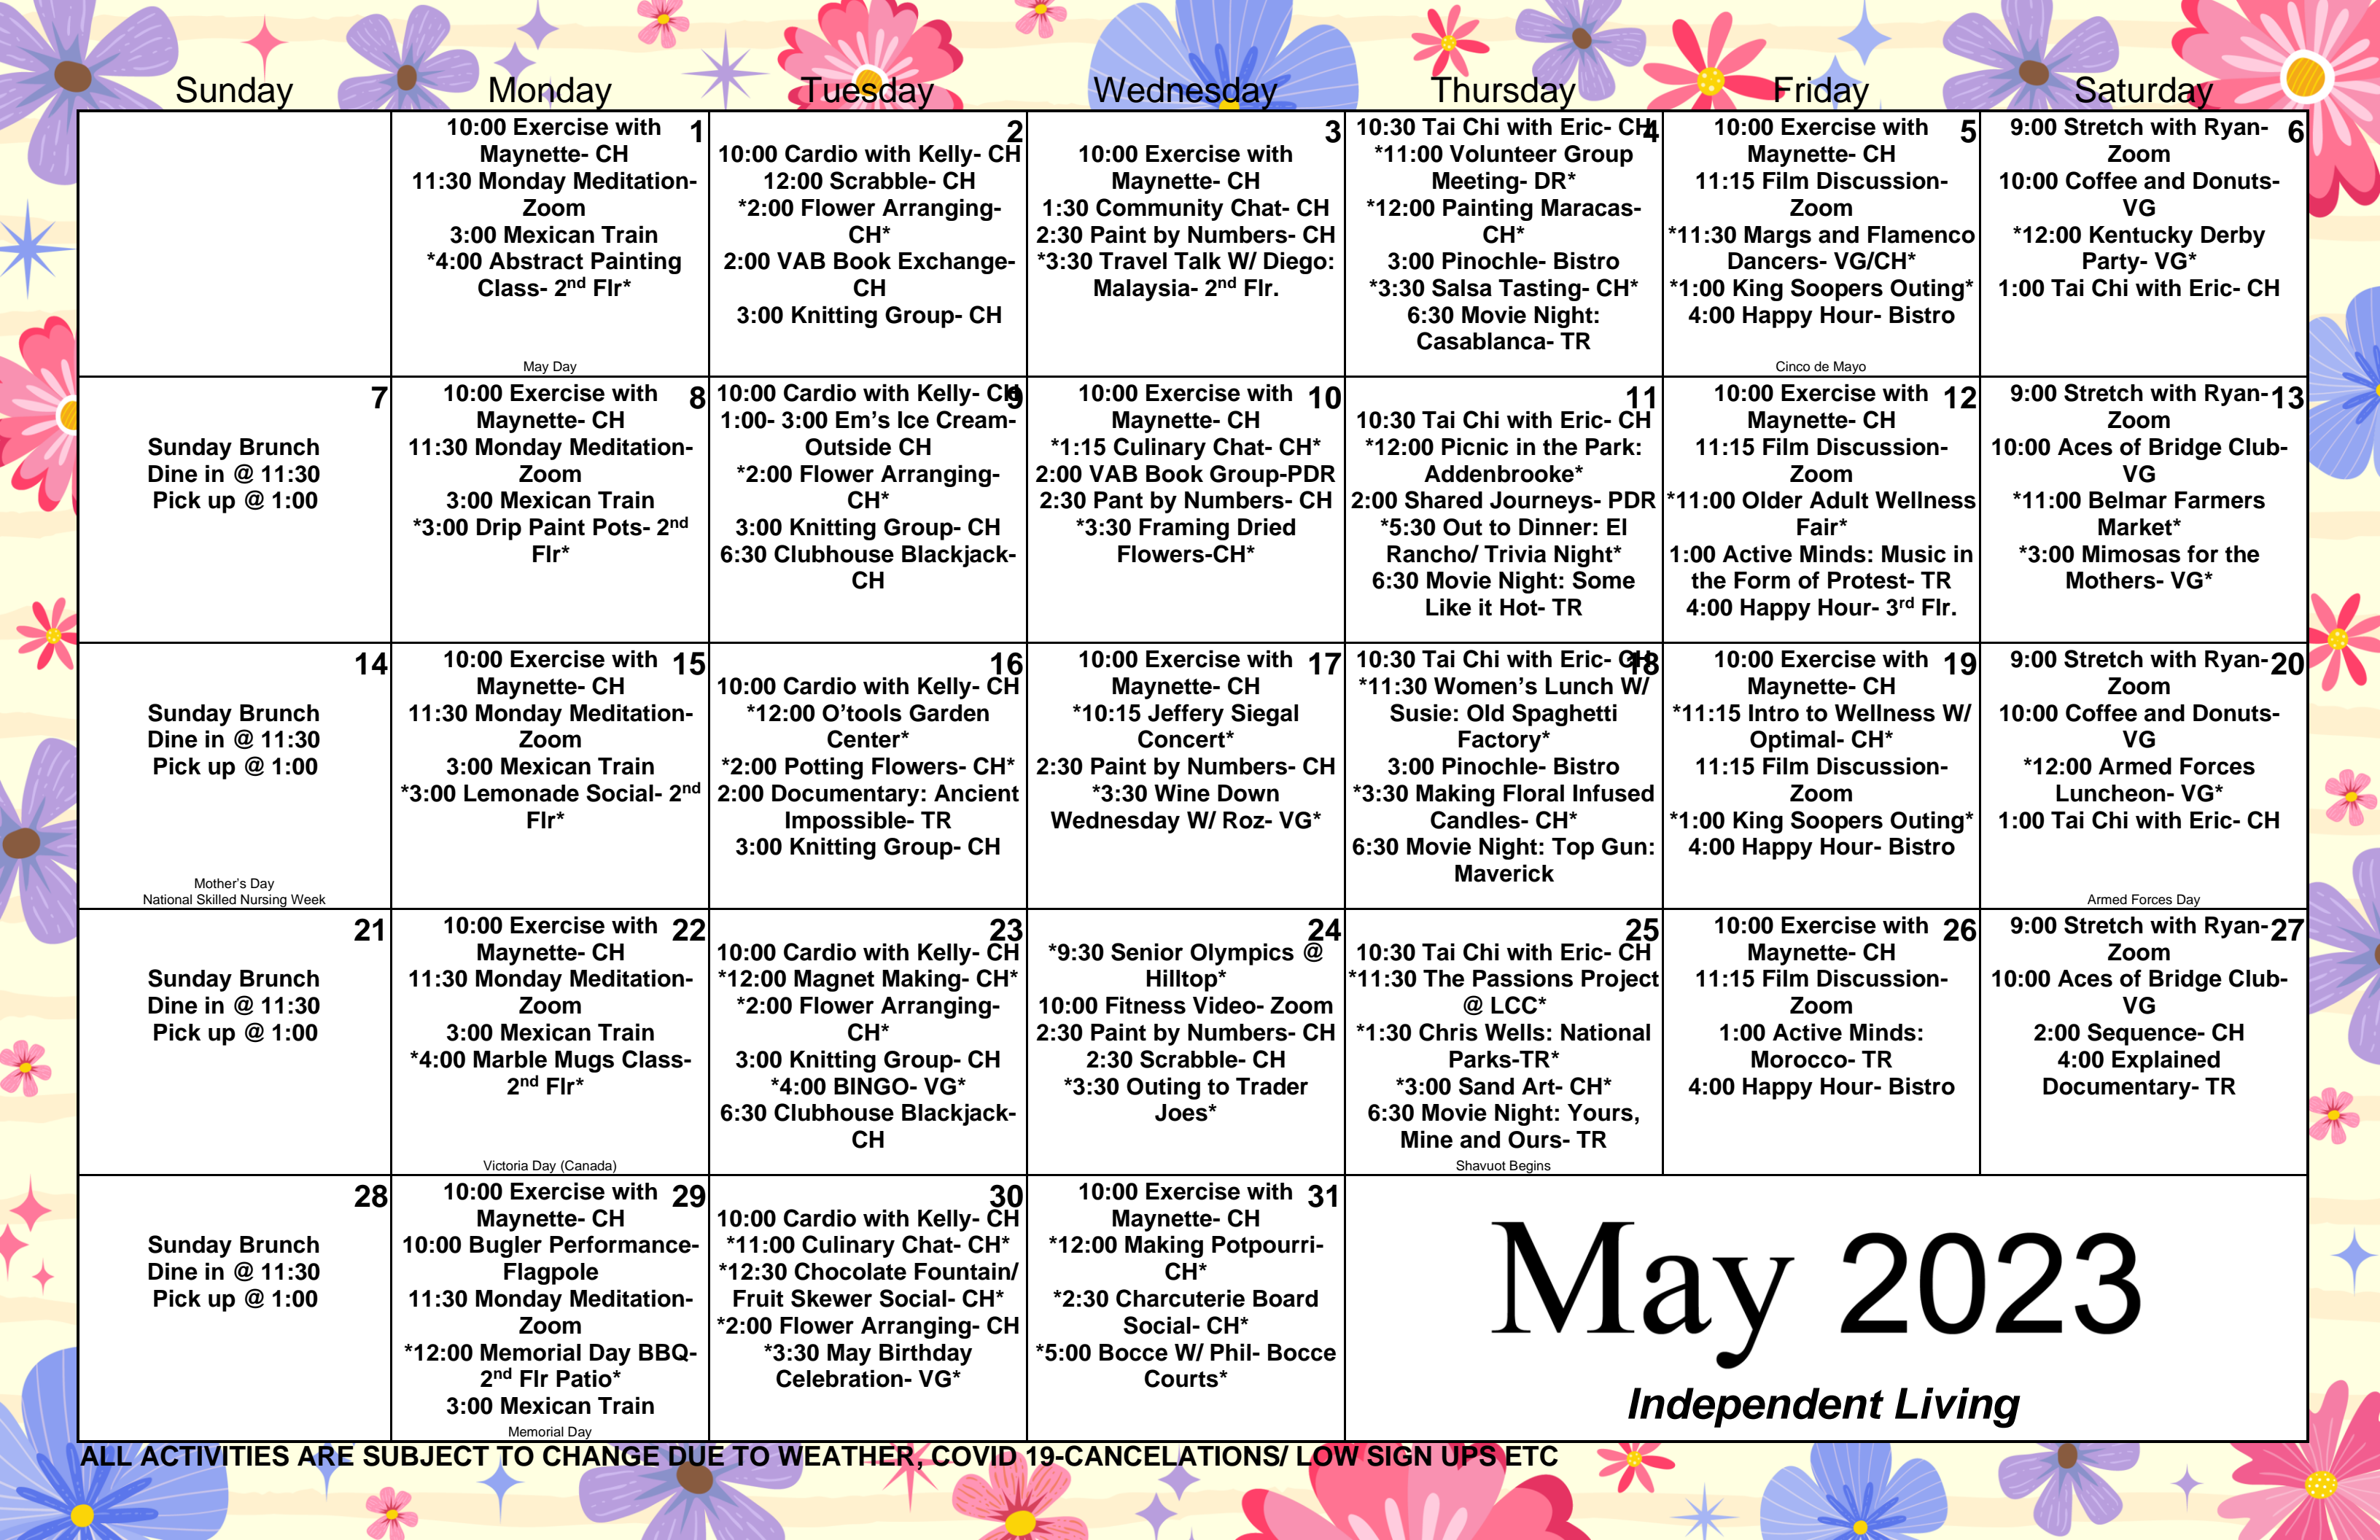 Sunday Monday Tuesday Wednesday Thursday Friday Saturday
1
10:00 Exercise with
Maynette- CH
11:30 Monday Meditation-
Zoom
3:00 Mexican Train
*4:00 Abstract Painting
Class- 2nd Flr*
May Day
2
10:00 Cardio with Kelly- CH
12:00 Scrabble- CH
*2:00 Flower Arranging-
CH*
2:00 VAB Book Exchange-
CH
3:00 Knitting Group- CH
3
10:00 Exercise with
Maynette- CH
1:30 Community Chat- CH
2:30 Paint by Numbers- CH
*3:30 Travel Talk W/ Diego:
Malaysia- 2nd Flr.
4
10:30 Tai Chi with Eric- CH
*11:00 Volunteer Group
Meeting- DR*
*12:00 Painting Maracas-
CH*
3:00 Pinochle- Bistro
*3:30 Salsa Tasting- CH*
6:30 Movie Night:
Casablanca- TR
5
10:00 Exercise with
Maynette- CH
11:15 Film Discussion-
Zoom
*11:30 Margs and Flamenco
Dancers- VG/CH*
*1:00 King Soopers Outing*
4:00 Happy Hour- Bistro
Cinco de Mayo
6
9:00 Stretch with Ryan-
Zoom
10:00 Coffee and Donuts-
VG
*12:00 Kentucky Derby
Party- VG*
1:00 Tai Chi with Eric- CH
7
Sunday Brunch
Dine in @ 11:30
Pick up @ 1:00
8
10:00 Exercise with
Maynette- CH
11:30 Monday Meditation-
Zoom
3:00 Mexican Train
*3:00 Drip Paint Pots- 2nd
Flr*
9
10:00 Cardio with Kelly- CH
1:00- 3:00 Em’s Ice Cream-
Outside CH
*2:00 Flower Arranging-
CH*
3:00 Knitting Group- CH
6:30 Clubhouse Blackjack-
CH
10
10:00 Exercise with
Maynette- CH
*1:15 Culinary Chat- CH*
2:00 VAB Book Group-PDR
2:30 Pant by Numbers- CH
*3:30 Framing Dried
Flowers-CH*
11
10:30 Tai Chi with Eric- CH
*12:00 Picnic in the Park:
Addenbrooke*
2:00 Shared Journeys- PDR
*5:30 Out to Dinner: El
Rancho/ Trivia Night*
6:30 Movie Night: Some
Like it Hot- TR
12
10:00 Exercise with
Maynette- CH
11:15 Film Discussion-
Zoom
*11:00 Older Adult Wellness
Fair*
1:00 Active Minds: Music in
the Form of Protest- TR
4:00 Happy Hour- 3rd Flr.
13
9:00 Stretch with Ryan-
Zoom
10:00 Aces of Bridge Club-
VG
*11:00 Belmar Farmers
Market*
*3:00 Mimosas for the
Mothers- VG*
14
Sunday Brunch
Dine in @ 11:30
Pick up @ 1:00
Mother’s Day
National Skilled Nursing Week
15
10:00 Exercise with
Maynette- CH
11:30 Monday Meditation-
Zoom
3:00 Mexican Train
*3:00 Lemonade Social- 2nd
Flr*
16
10:00 Cardio with Kelly- CH
*12:00 O’tools Garden
Center*
*2:00 Potting Flowers- CH*
2:00 Documentary: Ancient
Impossible- TR
3:00 Knitting Group- CH
17
10:00 Exercise with
Maynette- CH
*10:15 Jeffery Siegal
Concert*
2:30 Paint by Numbers- CH
*3:30 Wine Down
Wednesday W/ Roz- VG*
18
10:30 Tai Chi with Eric- CH
*11:30 Women’s Lunch W/
Susie: Old Spaghetti
Factory*
3:00 Pinochle- Bistro
*3:30 Making Floral Infused
Candles- CH*
6:30 Movie Night: Top Gun:
Maverick
19
10:00 Exercise with
Maynette- CH
*11:15 Intro to Wellness W/
Optimal- CH*
11:15 Film Discussion-
Zoom
*1:00 King Soopers Outing*
4:00 Happy Hour- Bistro
20
9:00 Stretch with Ryan-
Zoom
10:00 Coffee and Donuts-
VG
*12:00 Armed Forces
Luncheon- VG*
1:00 Tai Chi with Eric- CH
Armed Forces Day
21
Sunday Brunch
Dine in @ 11:30
Pick up @ 1:00
22
10:00 Exercise with
Maynette- CH
11:30 Monday Meditation-
Zoom
3:00 Mexican Train
*4:00 Marble Mugs Class-
2nd Flr*
Victoria Day (Canada)
23
10:00 Cardio with Kelly- CH
*12:00 Magnet Making- CH*
*2:00 Flower Arranging-
CH*
3:00 Knitting Group- CH
*4:00 BINGO- VG*
6:30 Clubhouse Blackjack-
CH
24
*9:30 Senior Olympics @
Hilltop*
10:00 Fitness Video- Zoom
2:30 Paint by Numbers- CH
2:30 Scrabble- CH
*3:30 Outing to Trader
Joes*
25
10:30 Tai Chi with Eric- CH
*11:30 The Passions Project
@ LCC*
*1:30 Chris Wells: National
Parks-TR*
*3:00 Sand Art- CH*
6:30 Movie Night: Yours,
Mine and Ours- TR
Shavuot Begins
26
10:00 Exercise with
Maynette- CH
11:15 Film Discussion-
Zoom
1:00 Active Minds:
Morocco- TR
4:00 Happy Hour- Bistro
27
9:00 Stretch with Ryan-
Zoom
10:00 Aces of Bridge Club-
VG
2:00 Sequence- CH
4:00 Explained
Documentary- TR
28
Sunday Brunch
Dine in @ 11:30
Pick up @ 1:00
29
10:00 Exercise with
Maynette- CH
10:00 Bugler Performance-
Flagpole
11:30 Monday Meditation-
Zoom
*12:00 Memorial Day BBQ-
2nd Flr Patio*
3:00 Mexican Train
Memorial Day
30
10:00 Cardio with Kelly- CH
*11:00 Culinary Chat- CH*
*12:30 Chocolate Fountain/
Fruit Skewer Social- CH*
*2:00 Flower Arranging- CH
*3:30 May Birthday
Celebration- VG*
31
10:00 Exercise with
Maynette- CH
*12:00 Making Potpourri-
CH*
*2:30 Charcuterie Board
Social- CH*
*5:00 Bocce W/ Phil- Bocce
Courts*
May 2023
Independent Living
ALL ACTIVITIES ARE SUBJECT TO CHANGE DUE TO WEATHER, COVID 19-CANCELATIONS/ LOW SIGN UPS ETC